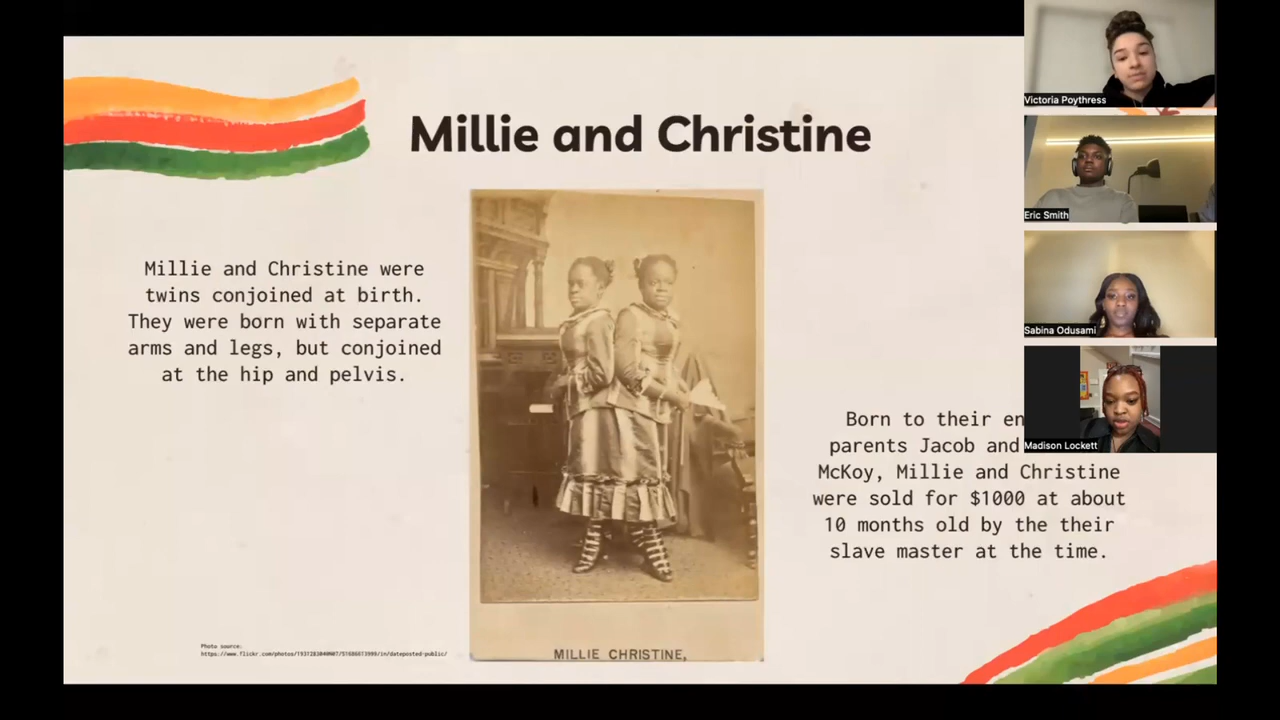 Millie and Christine
Millie and Christine were
twins conjoined at birth.
They were born with separate
arms and legs, but conjoined
at the hip and pelvis.
Born to their en
parents Jacob and
McKoy, Millie and Christine
were sold for $1000 at about
10 months old by the their
slave master at the time.
MILLIE CHRISTINE,
Photo source:
Victoria Poythress
Eric Smith
Sabina Odusami
Madison Lockett